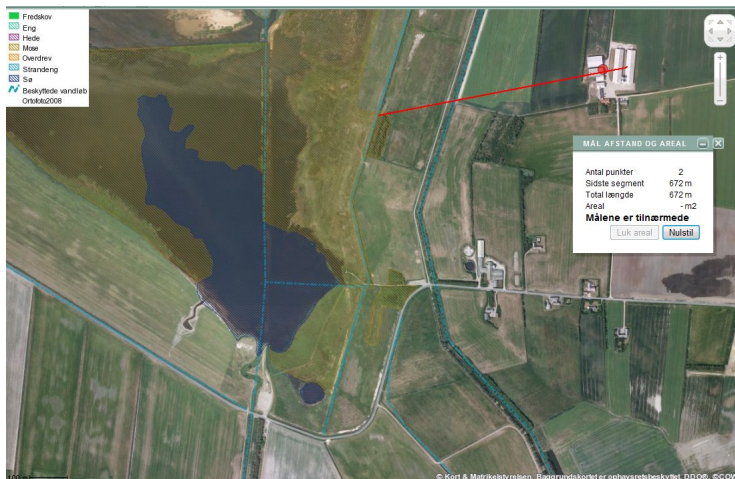 Fredskov
Eng
Hede
Mose
Overdrev
Strandeng
Sø
Beskyttede vandløb
Ortofoto2008
MÅL AFSTAND OG AREAL
Antal punkter 2
Sidste segment 672 m
Total længde 672 m
Areal - m2
Målene er tilnærmede
Luk areal Nulstil
100 m
© Kort & Matrikelstyrelsen. Baggrundskortet er ophavsretsbeskyttet. DDO®, ©COW